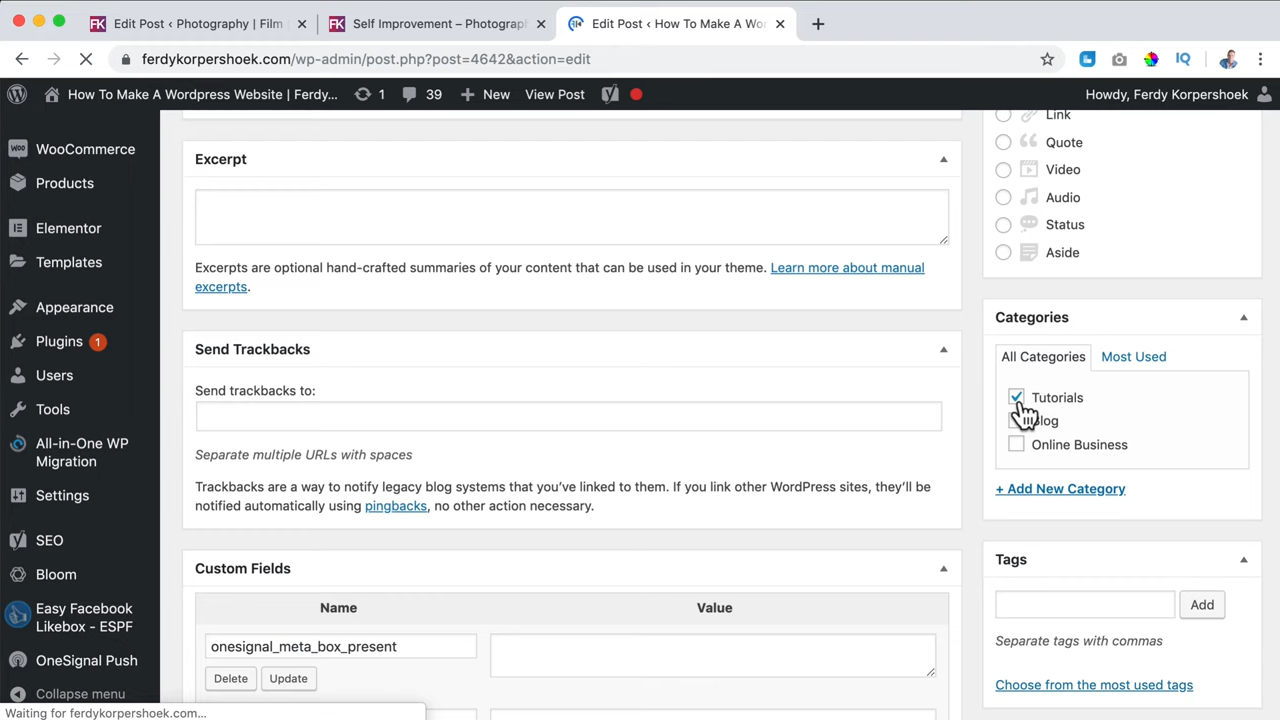 Edit Post ‹ Photography | Film
Self Improvement – Photograp
Edit Post ‹ How To Make A Wo
ferdykorpershoek.com/wp-admin/post.php?post=4642&action=edit
How To Make A Wordpress Website | Ferdy...
1
39
New
View Post
Howdy, Ferdy Korpershoek
WooCommerce
Products
Elementor
Templates
Appearance
Plugins 1
Users
Tools
All-in-One WP
Migration
Settings
SEO
Bloom
Easy Facebook
Likebox - ESPF
OneSignal Push
Collapse menu
Excerpt
Excerpts are optional hand-crafted summaries of your content that can be used in your theme. Learn more about manual
excerpts.
Send Trackbacks
Send trackbacks to:
Separate multiple URLs with spaces
Trackbacks are a way to notify legacy blog systems that you've linked to them. If you link other WordPress sites, they'll be
notified automatically using pingbacks, no other action necessary.
Custom Fields
Name
Value
onesignal_meta_box_present
Delete
Update
Link
Quote
Video
Audio
Status
Aside
Categories
All Categories
Most Used
Tutorials
log
Online Business
+ Add New Category
Tags
Add
Separate tags with commas
Choose from the most used tags
Waiting for ferdykorpershoek.com...